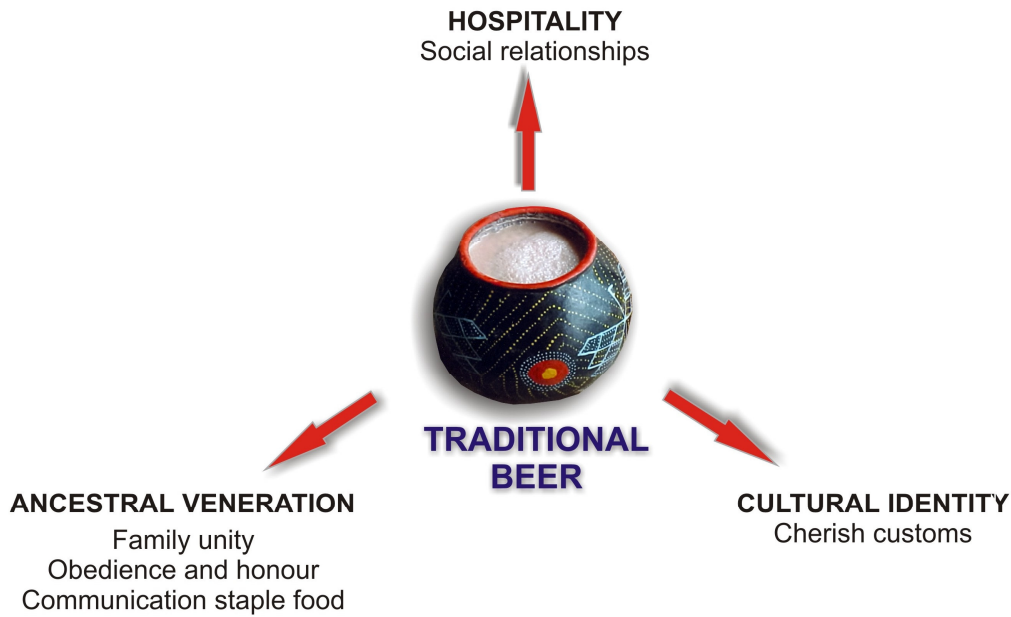 HOSPITALITY
Social relationships
TRADITIONAL
BEER
ANCESTRAL VENERATION
Family unity
Obedience and honour
Communication staple food
CULTURAL IDENTITY
Cherish customs